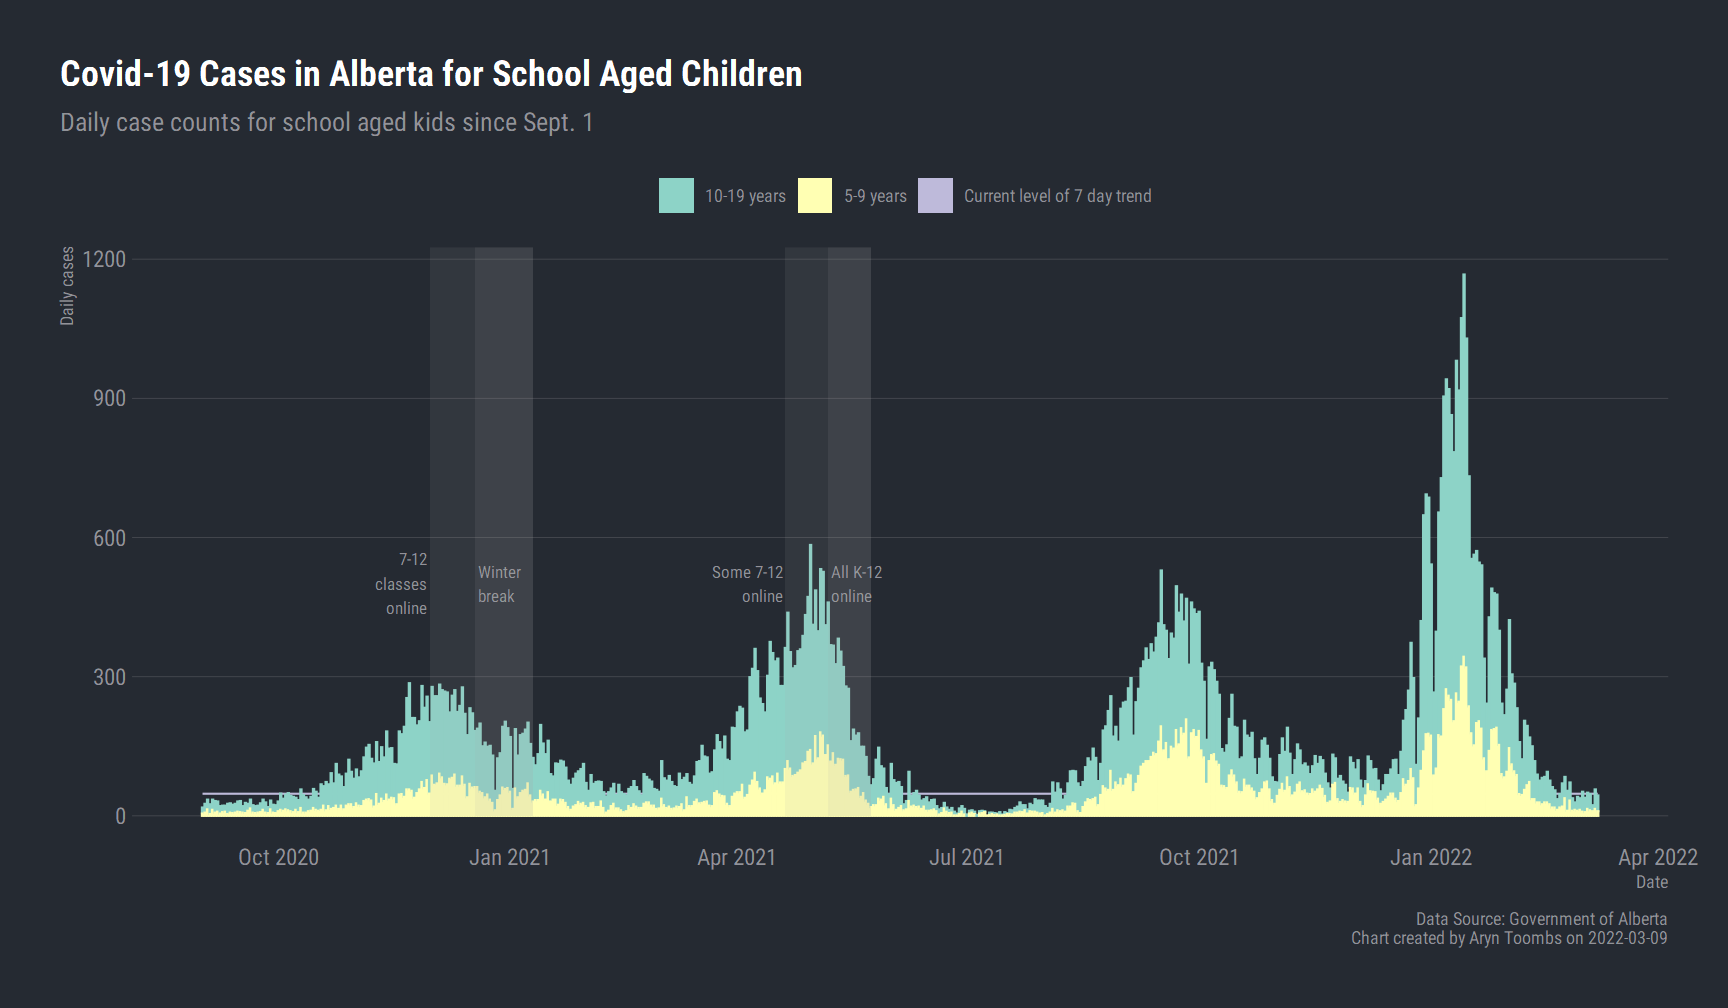 Covid-19 Cases in Alberta for School Aged Children
Daily case counts for school aged kids since Sept. 1
10-19 years
5-9 years
Current level of 7 day trend
Daily cases
1200
900
600
300
0
7-12
classes
online
Winter
break
Some 7-12
online
All K-12
online
Oct 2020
Jan 2021
Apr 2021
Jul 2021
Oct 2021
Jan 2022
Apr 2022
Date
Data Source: Government of Alberta
Chart created by Aryn Toombs on 2022-03-09